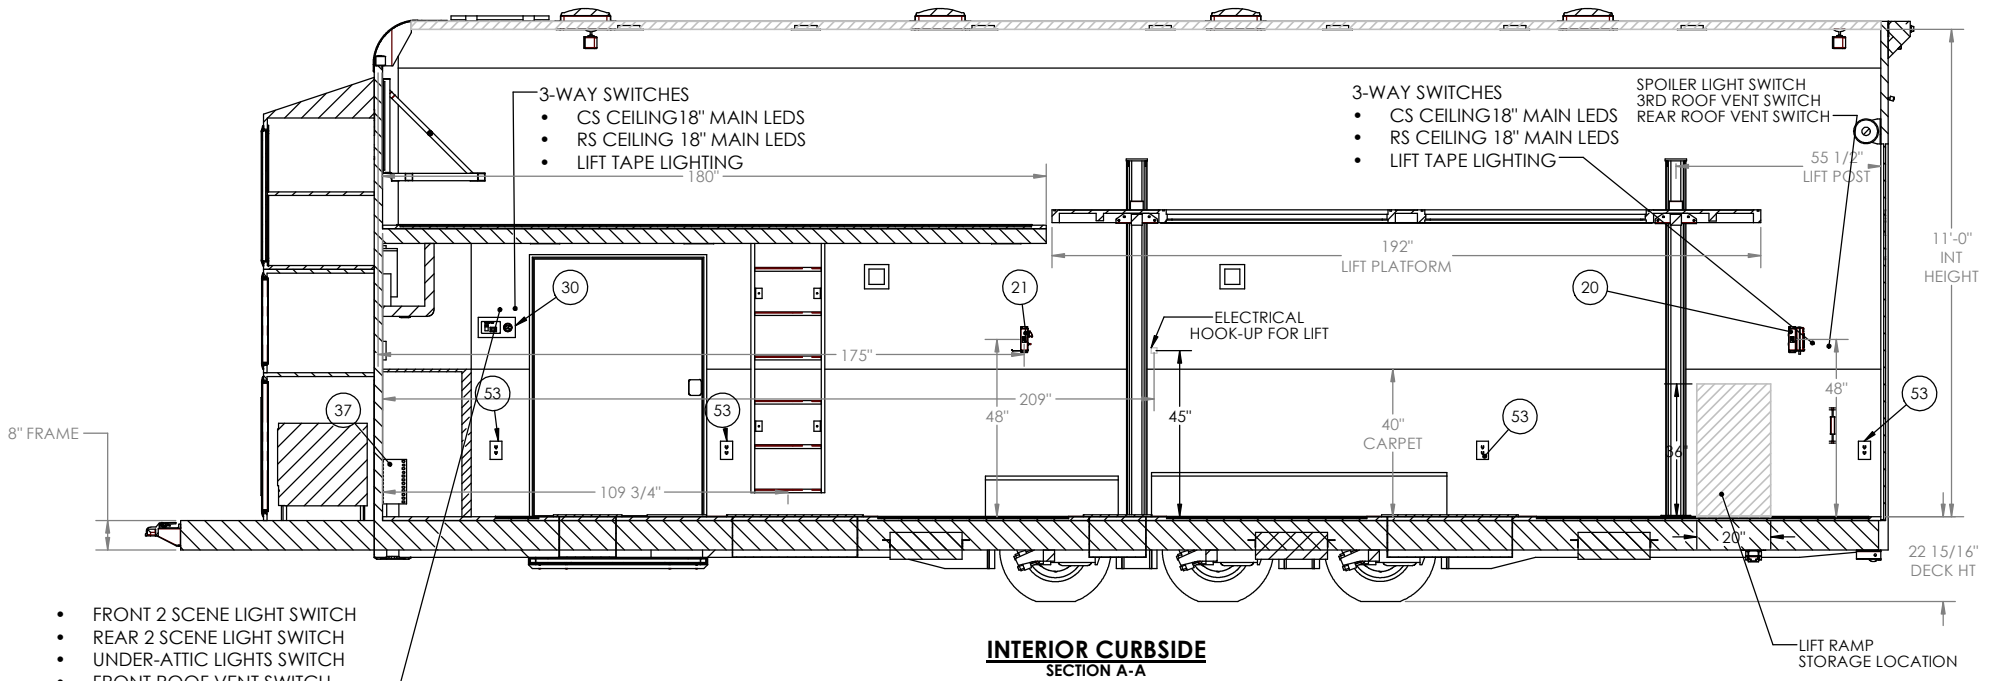 3-WAY SWITCHES
• CS CEILING18" MAIN LEDS
• RS CEILING 18" MAIN LEDS
• LIFT TAPE LIGHTING
180"
3-WAY SWITCHES
• CS CEILING18" MAIN LEDS
• RS CEILING 18" MAIN LEDS
• LIFT TAPE LIGHTING
SPOILER LIGHT SWITCH
3RD ROOF VENT SWITCH
REAR ROOF VENT SWITCH
55 1/2"
LIFT POST
192"
LIFT PLATFORM
11'-0"
INT
HEIGHT
30
21
20
ELECTRICAL
HOOK-UP FOR LIFT
175"
53
53
209"
48"
45"
40"
CARPET
53
36"
48"
53
37
8" FRAME
109 3/4"
20"
22 15/16"
DECK HT
• FRONT 2 SCENE LIGHT SWITCH
• REAR 2 SCENE LIGHT SWITCH
• UNDER-ATTIC LIGHTS SWITCH
• FRONT ROOF VENT SWITCH
INTERIOR CURBSIDE
SECTION A-A
LIFT RAMP
STORAGE LOCATION